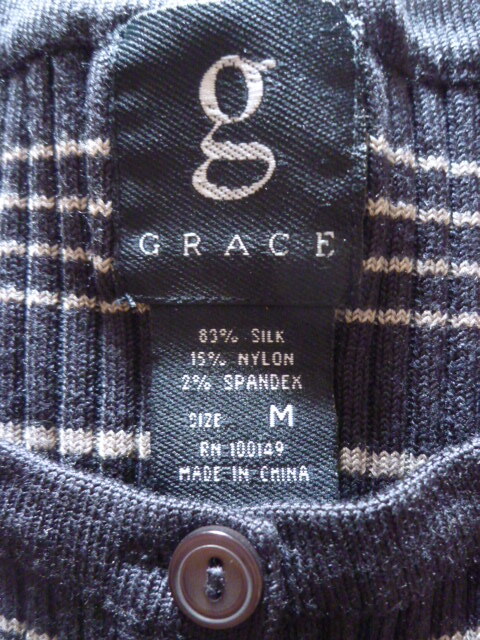 g
GRACE
83% SILK
15% NYLON
2% SPANDEX
SIZE M
RN 100149
MADE IN CHINA